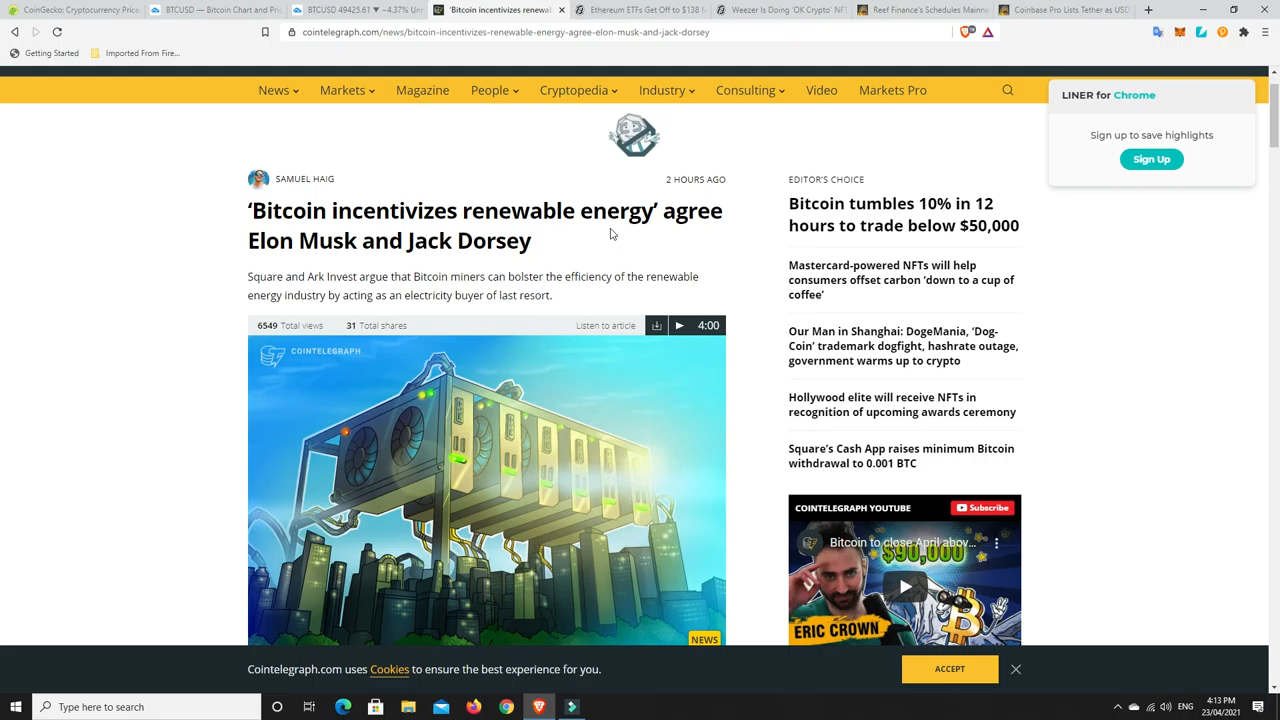 CoinGecko: Cryptocurrency Prices
BTCUSD — Bitcoin Chart and Pric
BTCUSD 49425.61 ▼ −4.37% Un
'Bitcoin incentivizes renewab
Ethereum ETFs Get Off to $138 M
Weezer Is Doing 'OK Crypto' NFT
Reef Finance's Schedules Mainne
Coinbase Pro Lists Tether as USD
cointelegraph.com/news/bitcoin-incentivizes-renewable-energy-agree-elon-musk-and-jack-dorsey
Getting Started
Imported From Fire...
News
Markets
Magazine
People
Cryptopedia
Industry
Consulting
Video
Markets Pro
LINER for Chrome
Sign up to save highlights
Sign Up
SAMUEL HAIG
2 HOURS AGO
'Bitcoin incentivizes renewable energy' agree
Elon Musk and Jack Dorsey
Square and Ark Invest argue that Bitcoin miners can bolster the efficiency of the renewable
energy industry by acting as an electricity buyer of last resort.
6549 Total views
31 Total shares
Listen to article
4:00
COINTELEGRAPH
NEWS
EDITOR'S CHOICE
Bitcoin tumbles 10% in 12
hours to trade below $50,000
Mastercard-powered NFTs will help
consumers offset carbon 'down to a cup of
coffee'
Our Man in Shanghai: DogeMania, 'Dog-
Coin' trademark dogfight, hashrate outage,
government warms up to crypto
Hollywood elite will receive NFTs in
recognition of upcoming awards ceremony
Square's Cash App raises minimum Bitcoin
withdrawal to 0.001 BTC
COINTELEGRAPH YOUTUBE
Subscribe
Bitcoin to close April abov...
$90,000
ERIC CROWN
Cointelegraph.com uses Cookies to ensure the best experience for you.
ACCEPT
Type here to search
ENG
4:13 PM
23/04/2021